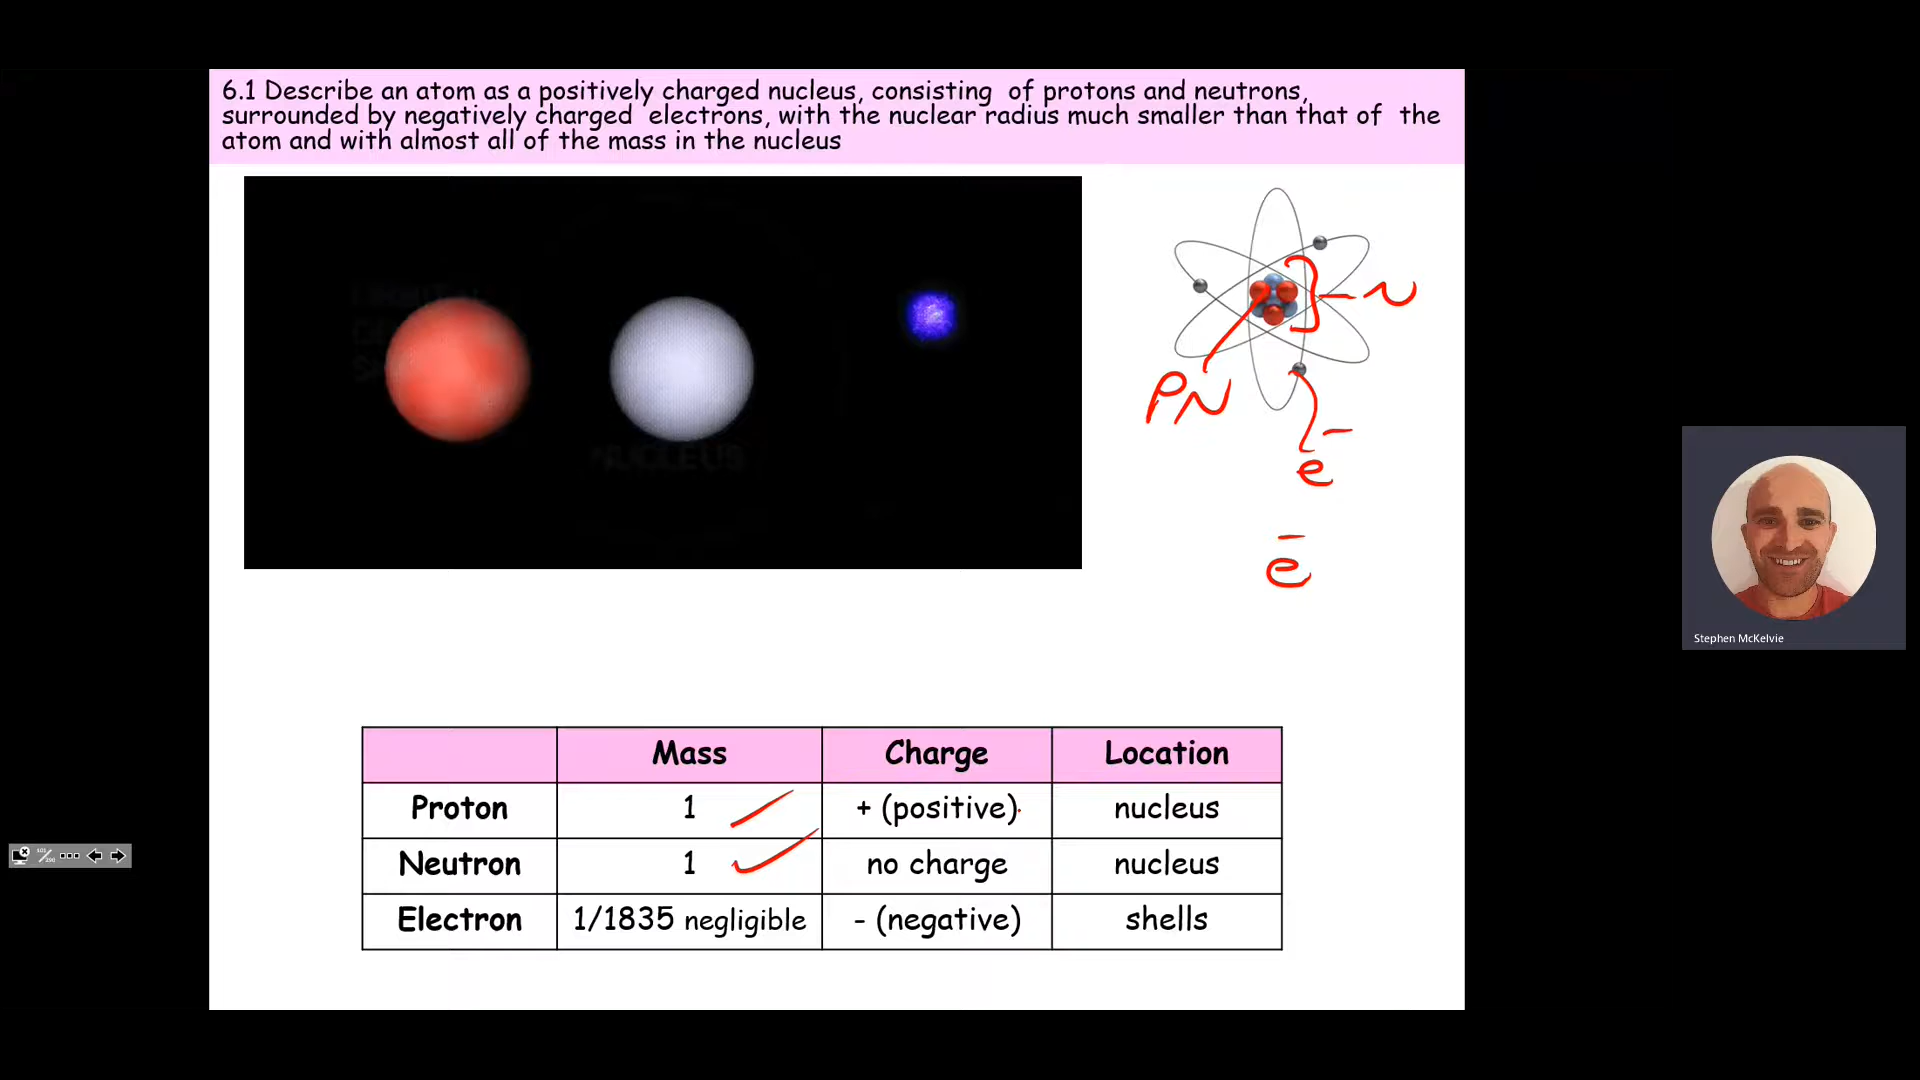 6.1 Describe an atom as a positively charged nucleus, consisting of protons and neutrons,
surrounded by negatively charged electrons, with the nuclear radius much smaller than that of the
atom and with almost all of the mass in the nucleus
NUCLEUS
N
PN
e-
e-
Stephen McKelvie
Mass Charge Location
Proton 1 + (positive) nucleus
Neutron 1 no charge nucleus
Electron 1/1835 negligible - (negative) shells